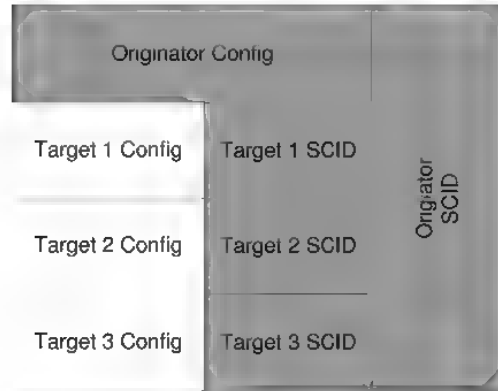 Originator Config
Target 1 Config
Target 1 SCID
Originator
SCID
Target 2 Config
Target 2 SCID
Target 3 Config
Target 3 SCID